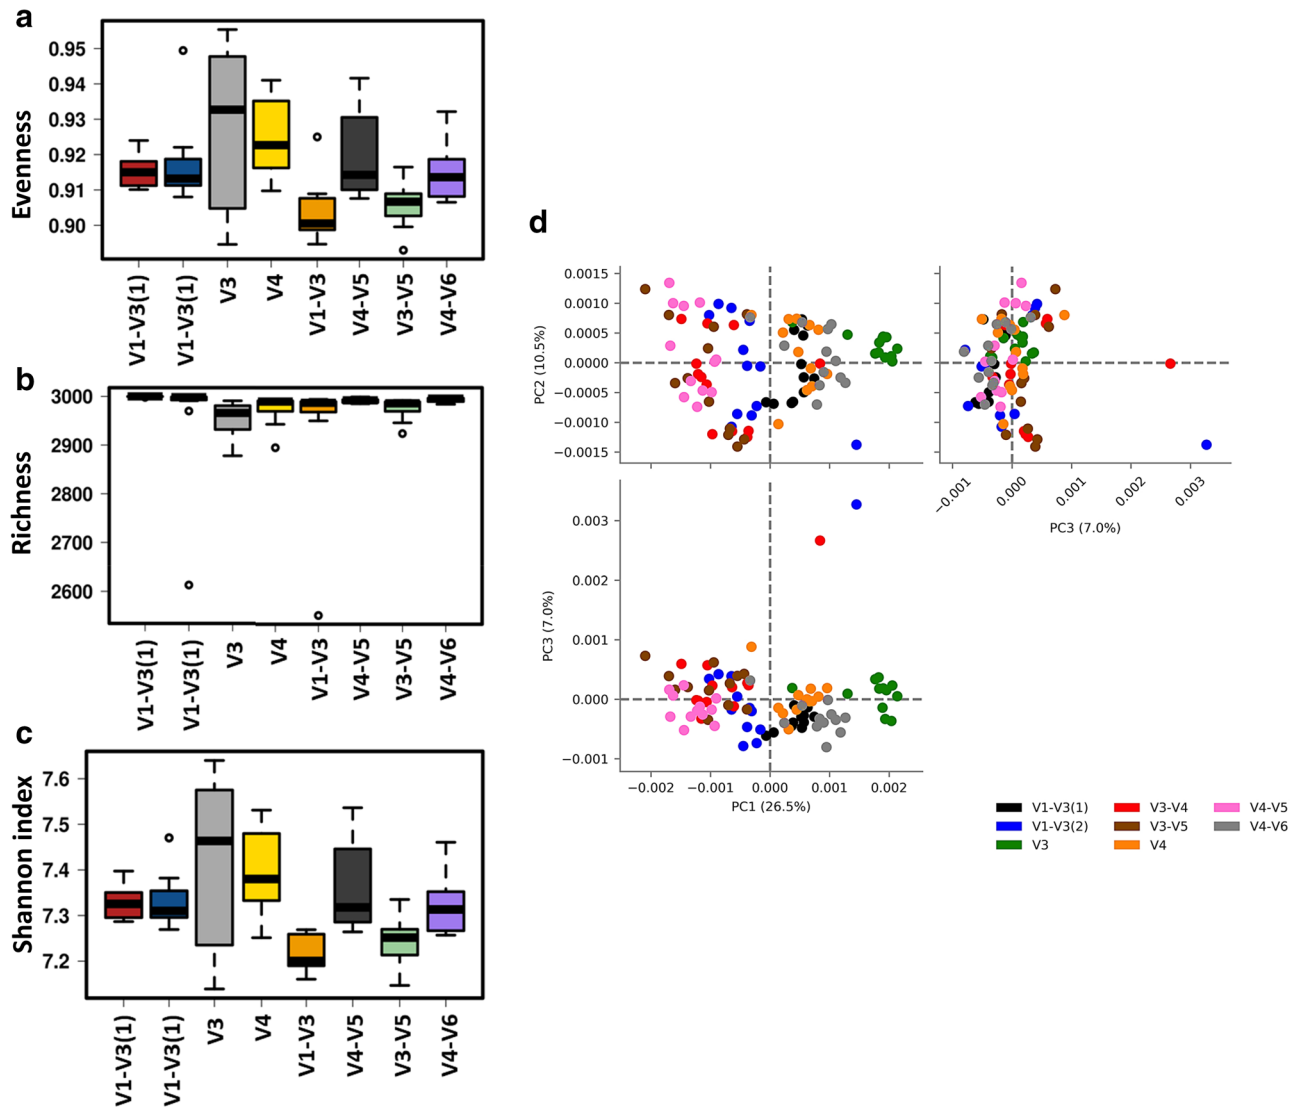 a
Evenness
0.95
0.94
0.93
0.92
0.91
0.90
V1-V3(1)
V1-V3(1)
V3
V4
V1-V3
V4-V5
V3-V5
V4-V6
b
Richness
3000
2900
2800
2700
2600
V1-V3(1)
V1-V3(1)
V3
V4
V1-V3
V4-V5
V3-V5
V4-V6
c
Shannon index
7.6
7.5
7.4
7.3
7.2
V1-V3(1)
V1-V3(1)
V3
V4
V1-V3
V4-V5
V3-V5
V4-V6
d
PC2 (10.5%)
0.0015
0.0010
0.0005
0.0000
−0.0005
−0.0010
−0.0015
−0.001
0.000
0.001
0.002
0.003
PC3 (7.0%)
PC3 (7.0%)
0.003
0.002
0.001
0.000
−0.001
−0.002
−0.001
0.000
0.001
0.002
PC1 (26.5%)
V1-V3(1)
V1-V3(2)
V3
V3-V4
V3-V5
V4
V4-V5
V4-V6